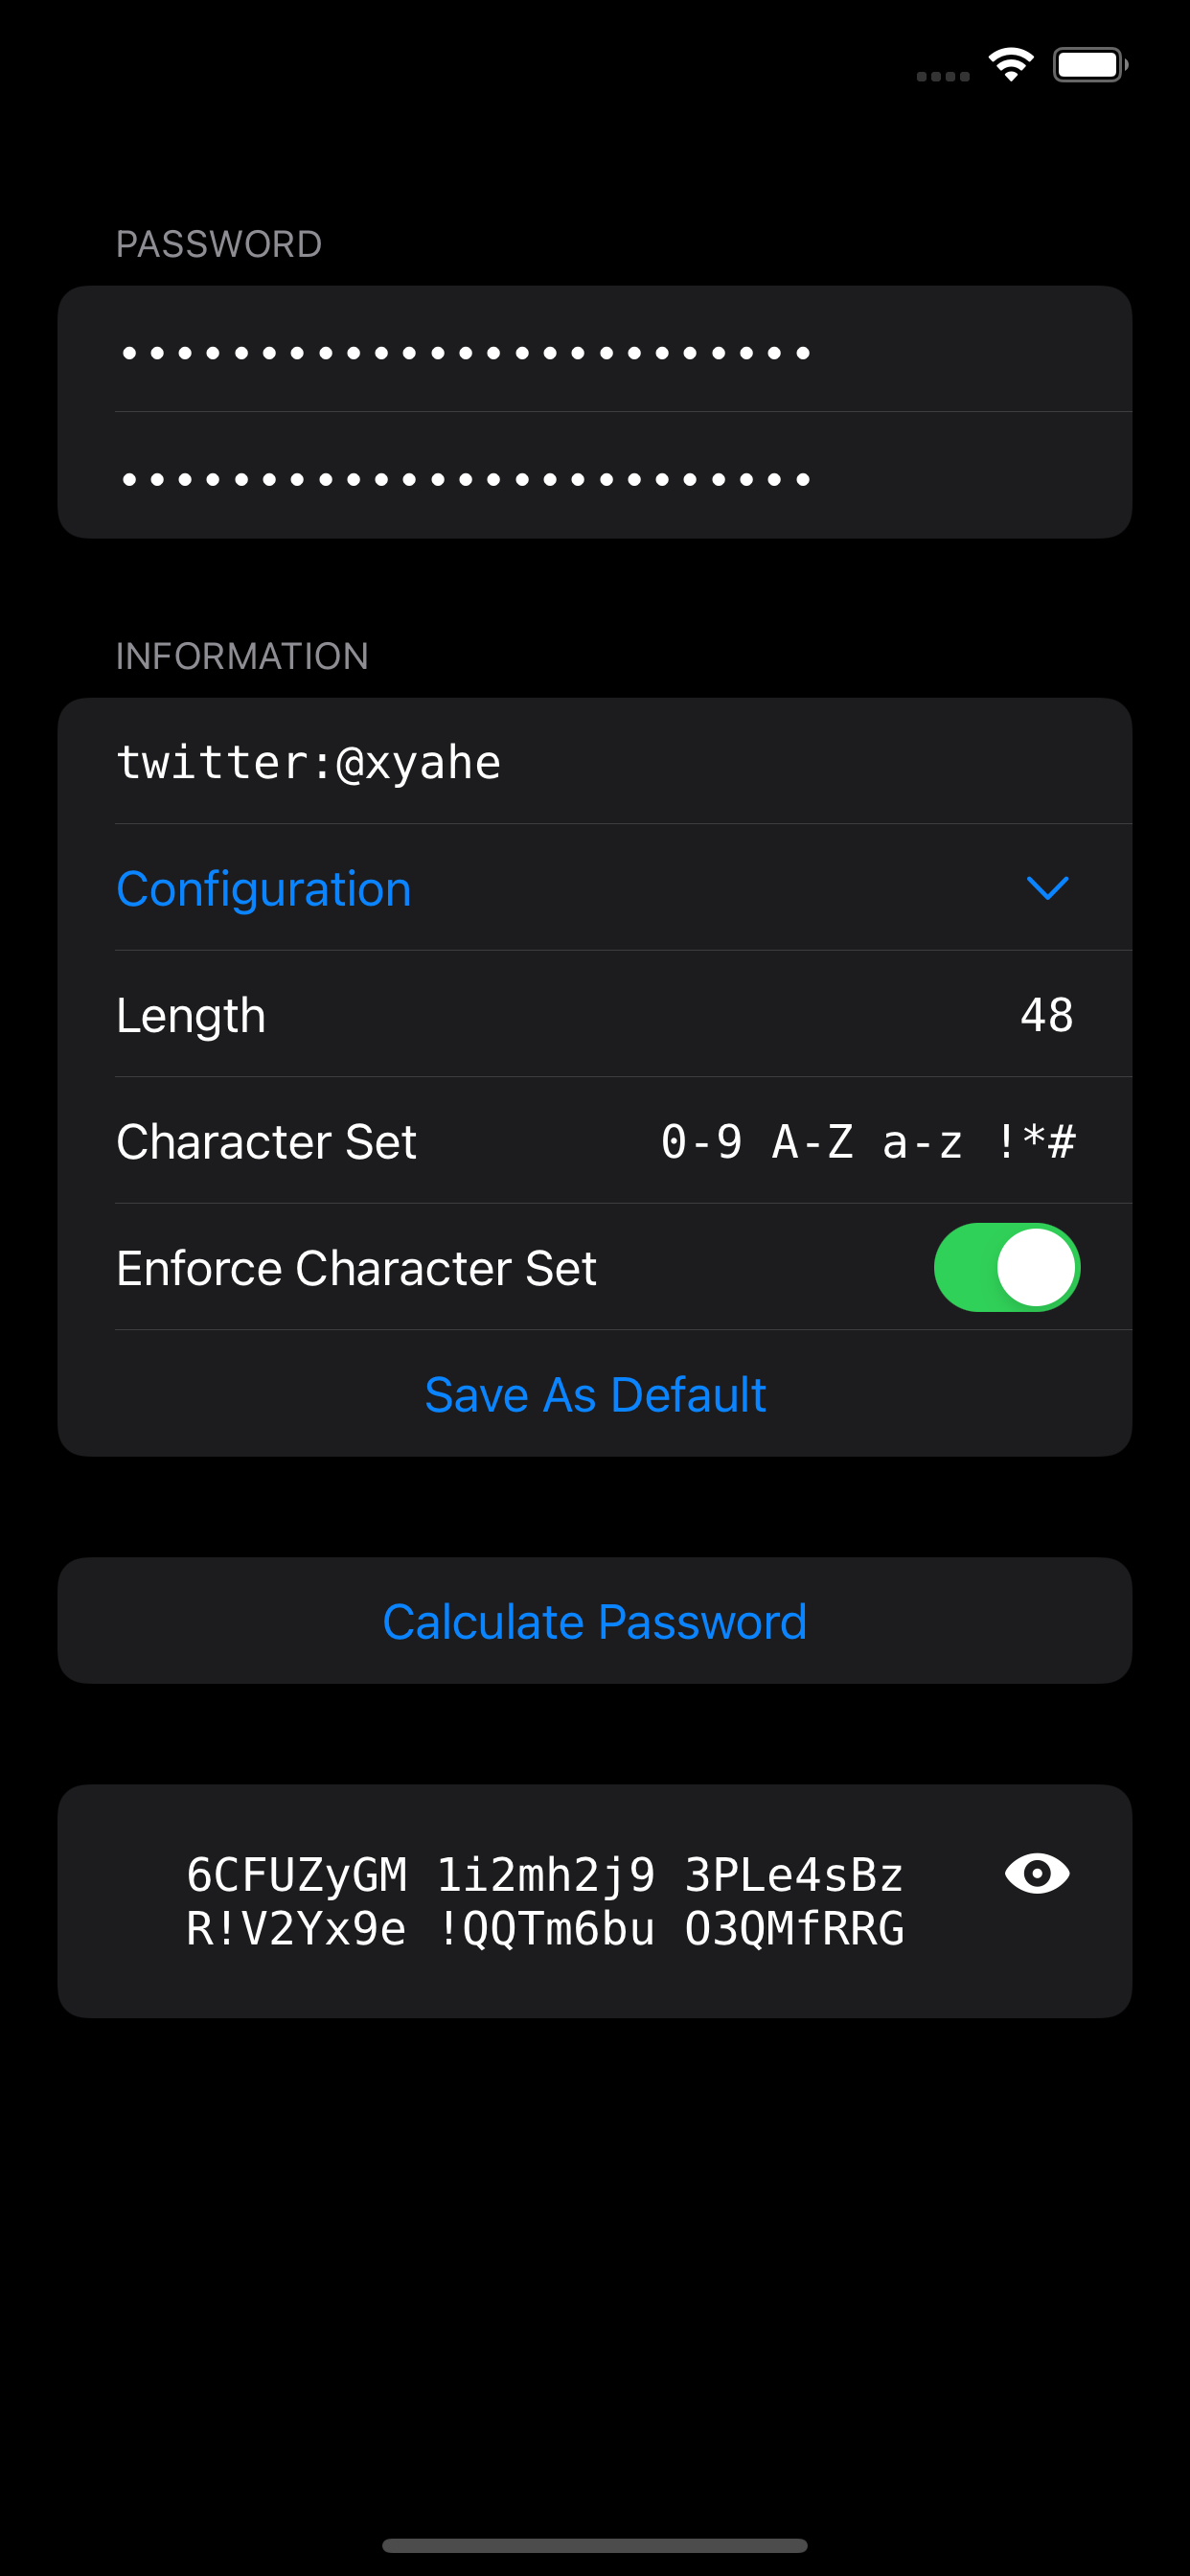 PASSWORD
•••••••••••••••••••••••••
•••••••••••••••••••••••••
INFORMATION
twitter:@xyahe
Configuration
Length 48
Character Set 0-9 A-Z a-z !*#
Enforce Character Set
Save As Default
Calculate Password
6CFUZyGM 1i2mh2j9 3PLe4sBz
R!V2Yx9e !QQTm6bu O3QMfRRG